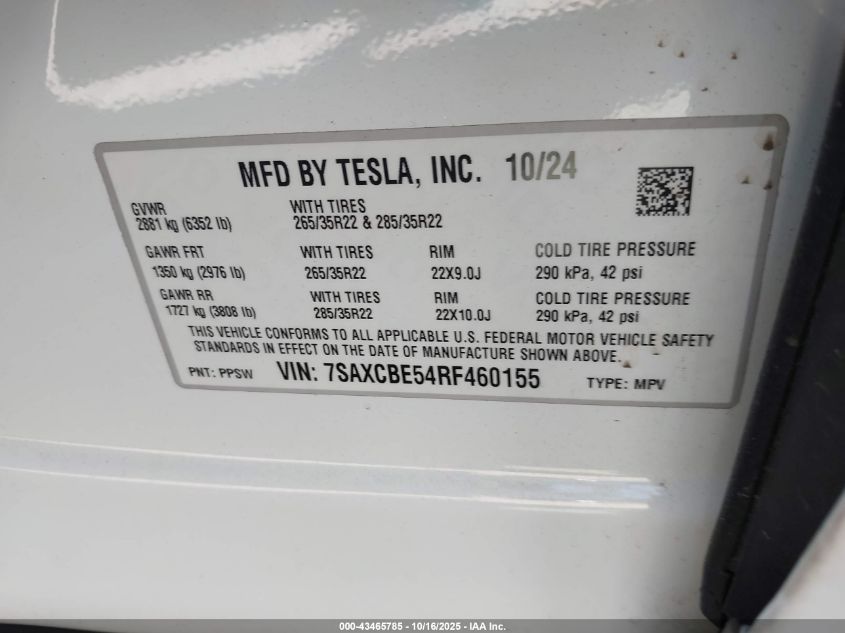 MFD BY TESLA, INC. 10/24
GVWR
2881 kg (6352 lb)
WITH TIRES
265/35R22 & 285/35R22
GAWR FRT WITH TIRES RIM COLD TIRE PRESSURE
1350 kg (2976 lb) 265/35R22 22X9.0J 290 kPa, 42 psi
GAWR RR WITH TIRES RIM COLD TIRE PRESSURE
1727 kg (3808 lb) 285/35R22 22X10.0J 290 kPa, 42 psi
THIS VEHICLE CONFORMS TO ALL APPLICABLE U.S. FEDERAL MOTOR VEHICLE SAFETY
STANDARDS IN EFFECT ON THE DATE OF MANUFACTURE SHOWN ABOVE.
PNT: PPSW VIN: 7SAXCBE54RF460155 TYPE: MPV
000-43465785 - 10/16/2025 - IAA Inc.